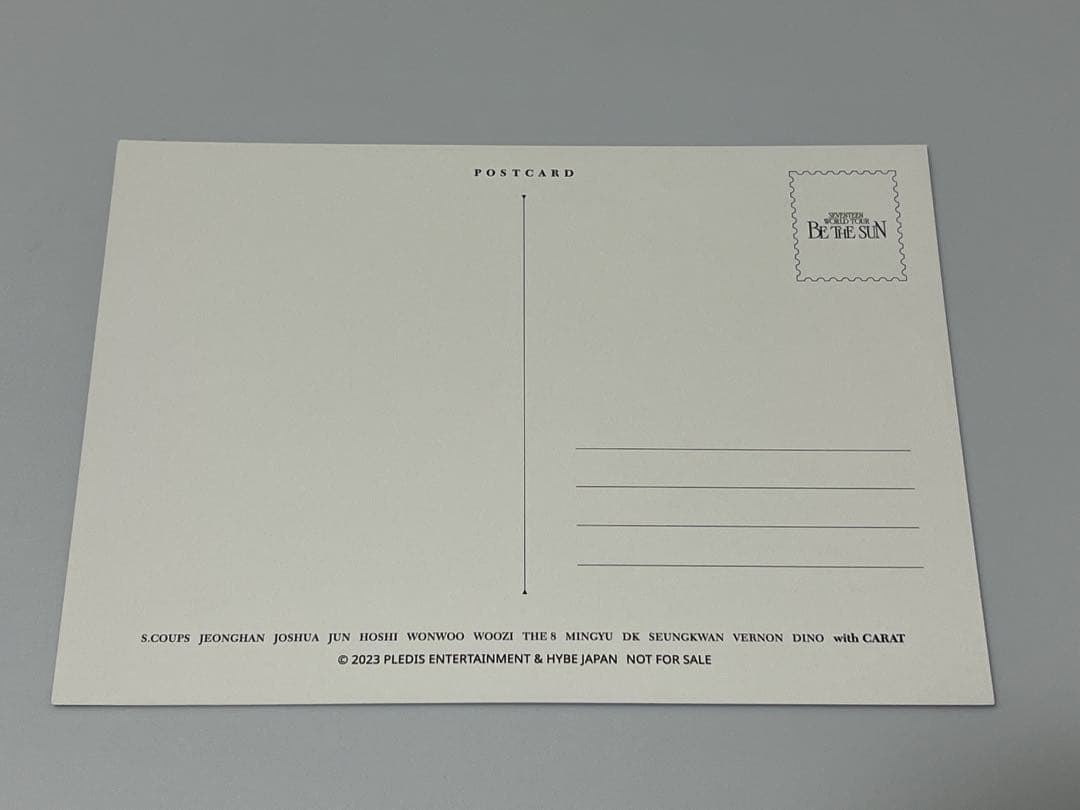 POSTCARD
SEVENTEEN
WORLD TOUR
BE THE SUN
S.COUPS JEONGHAN JOSHUA JUN HOSHI WONWOO WOOZI THE 8 MINGYU DK SEUNGKWAN VERNON DINO with CARAT
© 2023 PLEDIS ENTERTAINMENT & HYBE JAPAN NOT FOR SALE